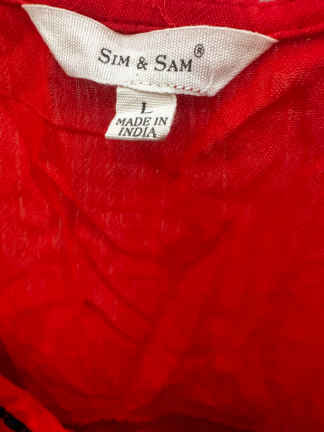 SIM & SAM®
L
MADE IN
INDIA